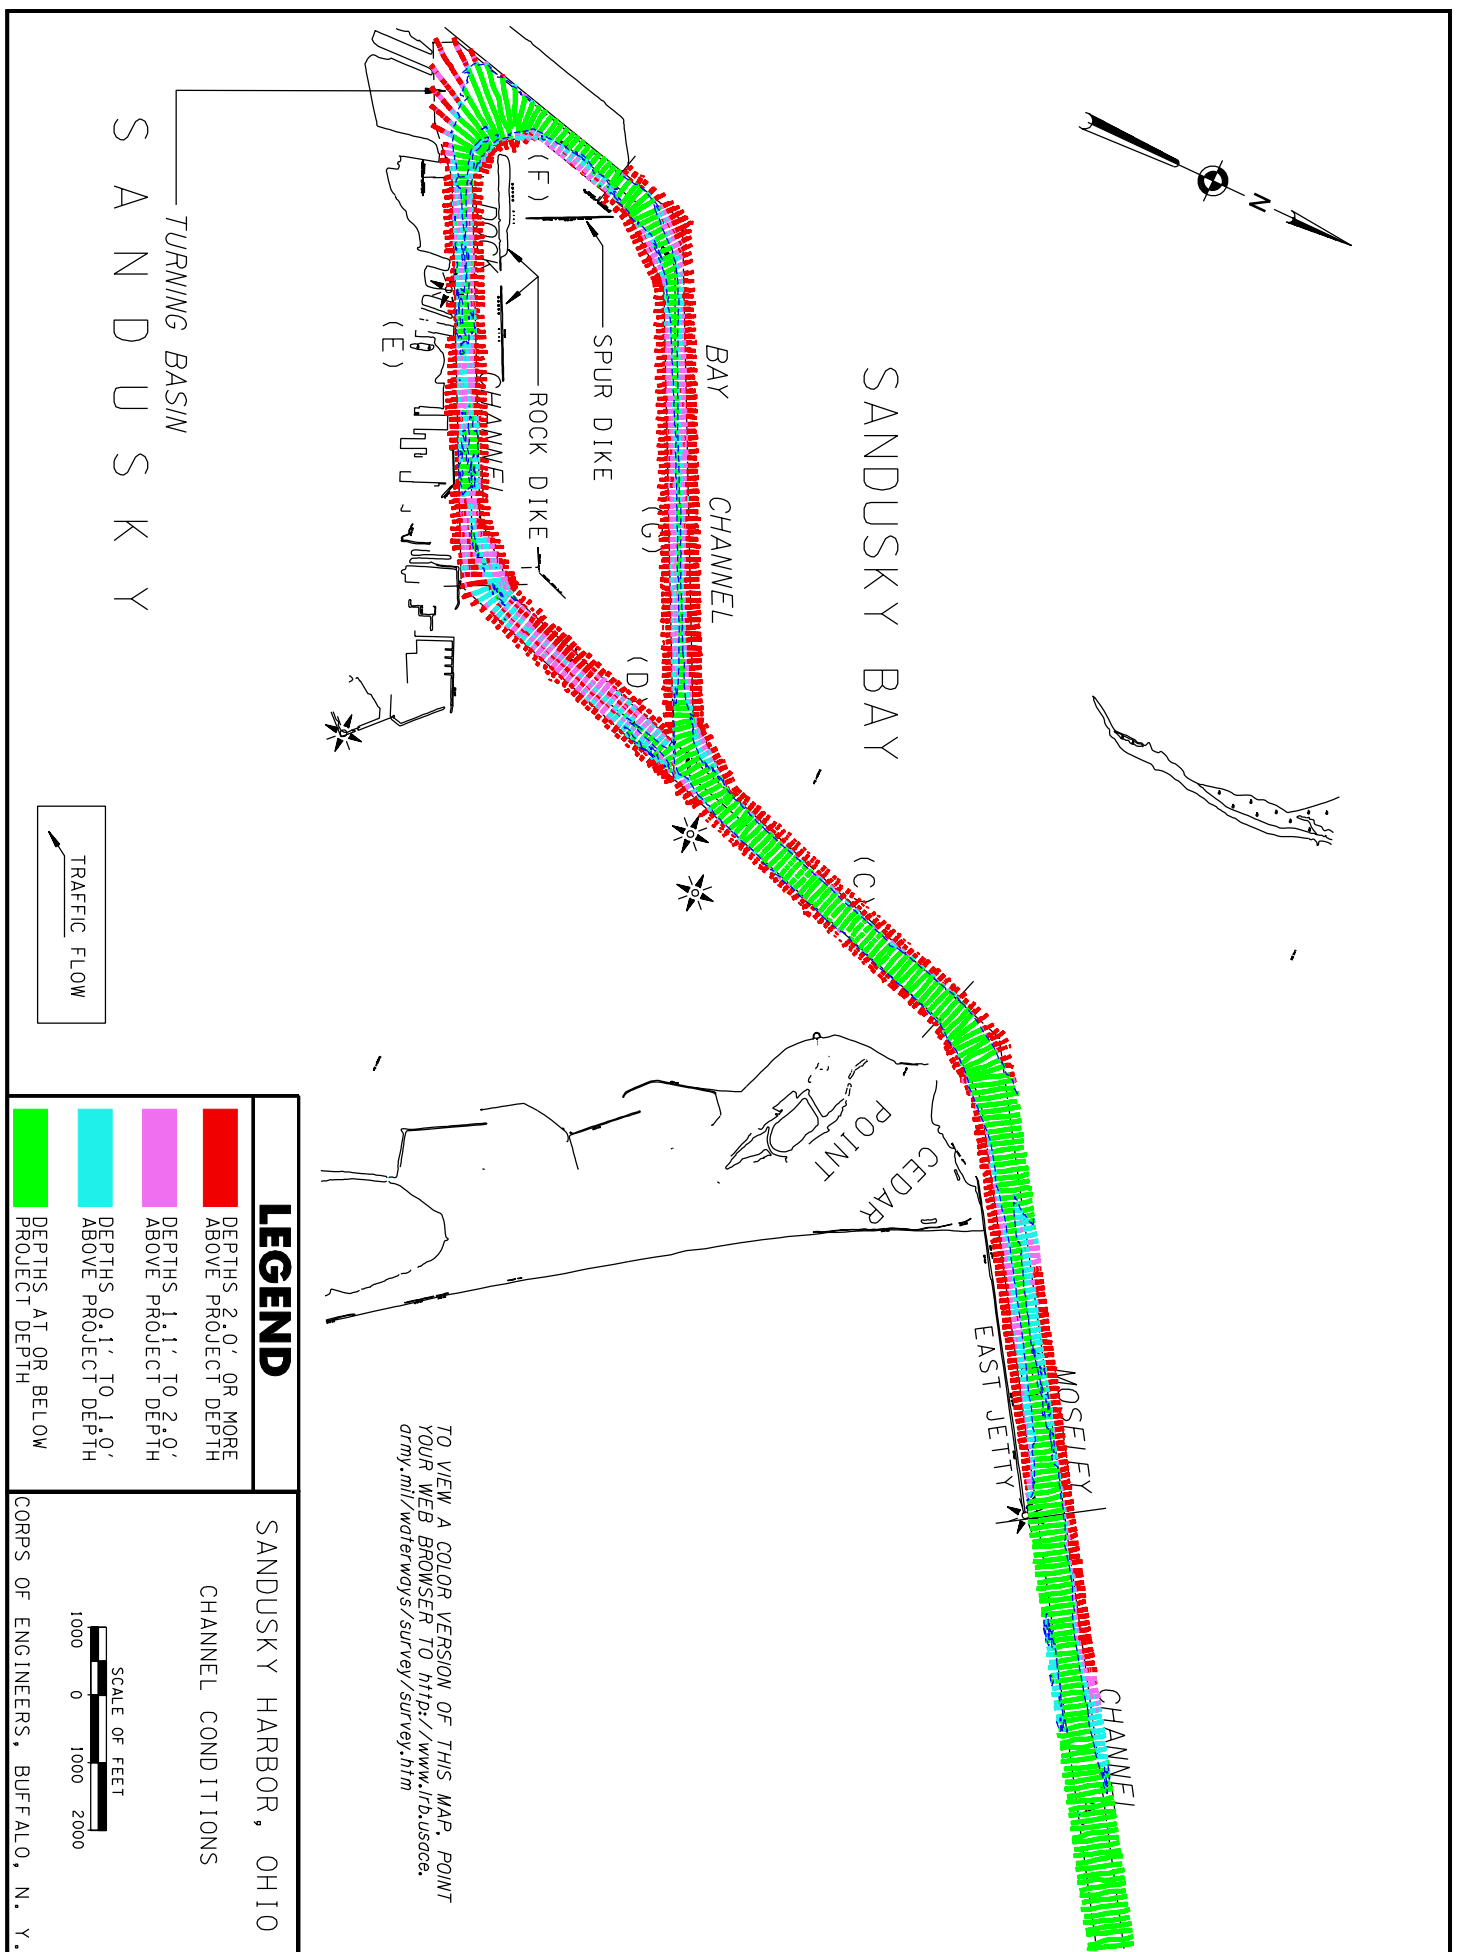 SANDUSKY BAY
BAY CHANNEL
(G)
(F)
SPUR DIKE
ROCK DIKE
DOCK CHANNEL
(E)
(D)
(C)
TURNING BASIN
SANDUSKY
N
CEDAR
POINT
EAST JETTY
MOSELEY CHANNEL
TRAFFIC FLOW
LEGEND
DEPTHS 2.0' OR MORE
ABOVE PROJECT DEPTH
DEPTHS 1.1' TO 2.0'
ABOVE PROJECT DEPTH
DEPTHS 0.1' TO 1.0'
ABOVE PROJECT DEPTH
DEPTHS AT OR BELOW
PROJECT DEPTH
TO VIEW A COLOR VERSION OF THIS MAP, POINT
YOUR WEB BROWSER TO http://www.lrb.usace.
army.mil/waterways/survey/survey.htm
SANDUSKY HARBOR, OHIO
CHANNEL CONDITIONS
SCALE OF FEET
1000 0 1000 2000
CORPS OF ENGINEERS, BUFFALO, N. Y.